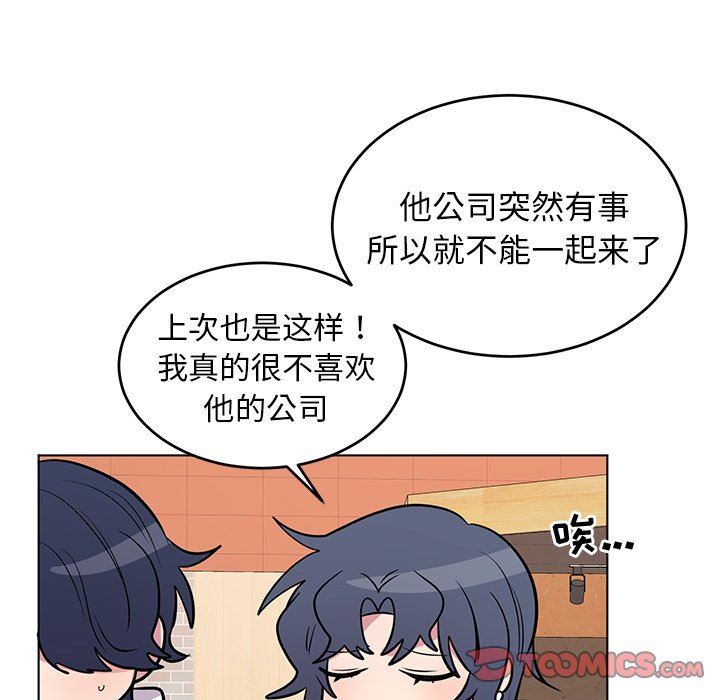 他公司突然有事
所以就不能一起来了
上次也是这样！
我真的很不喜欢
他的公司
唉...
TOOMICS.COM